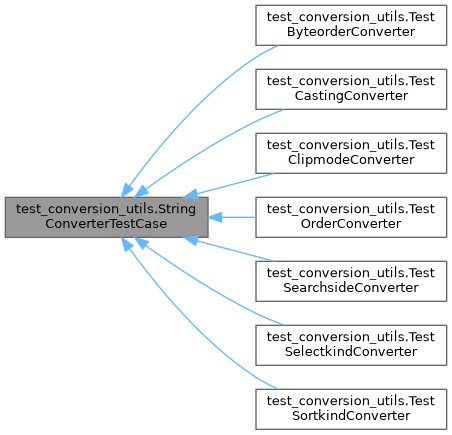 test_conversion_utils.String
ConverterTestCase
test_conversion_utils.Test
ByteorderConverter
test_conversion_utils.Test
CastingConverter
test_conversion_utils.Test
ClipmodeConverter
test_conversion_utils.Test
OrderConverter
test_conversion_utils.Test
SearchsideConverter
test_conversion_utils.Test
SelectkindConverter
test_conversion_utils.Test
SortkindConverter